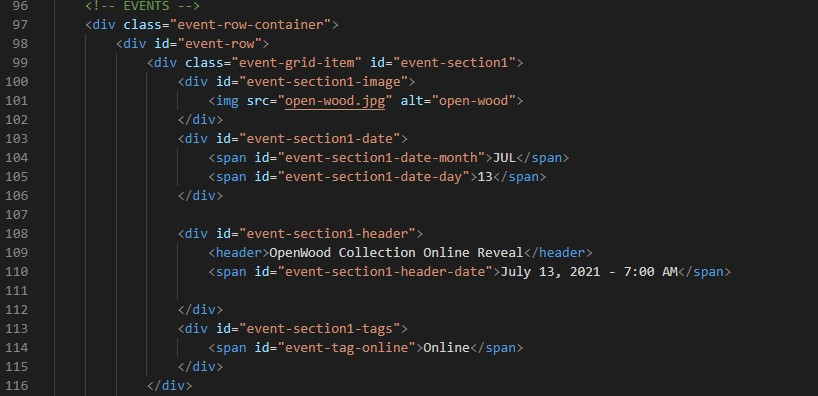 96 <!-- EVENTS -->
97 <div class="event-row-container">
98 <div id="event-row">
99 <div class="event-grid-item" id="event-section1">
100 <div id="event-section1-image">
101 <img src="open-wood.jpg" alt="open-wood">
102 </div>
103 <div id="event-section1-date">
104 <span id="event-section1-date-month">JUL</span>
105 <span id="event-section1-date-day">13</span>
106 </div>
107
108 <div id="event-section1-header">
109 <header>OpenWood Collection Online Reveal</header>
110 <span id="event-section1-header-date">July 13, 2021 - 7:00 AM</span>
111
112 </div>
113 <div id="event-section1-tags">
114 <span id="event-tag-online">Online</span>
115 </div>
116 </div>